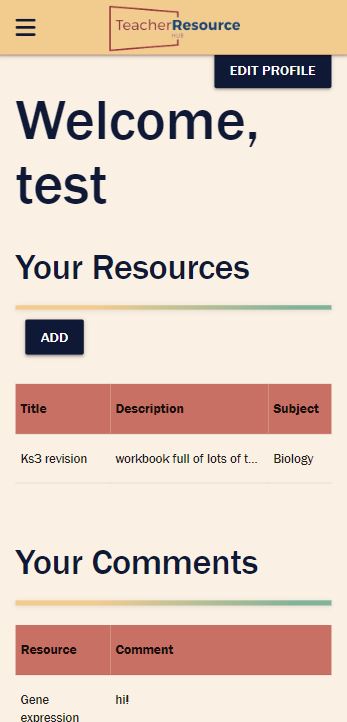 TeacherResource
HUB
EDIT PROFILE
Welcome,
test
Your Resources
ADD
Title Description Subject
Ks3 revision workbook full of lots of t... Biology
Your Comments
Resource Comment
Gene hi!
expression